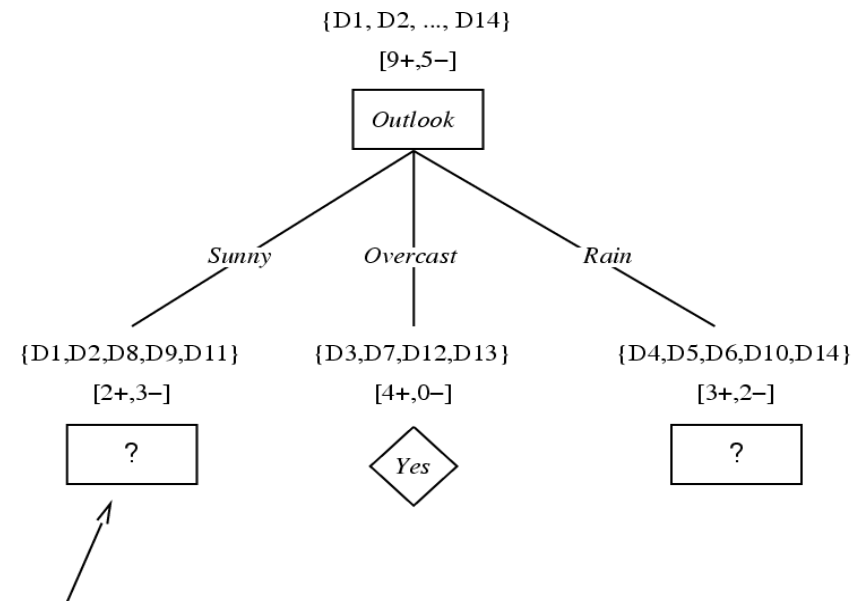 {D1, D2, ..., D14}
[9+,5−]
Outlook
Sunny
Overcast
Rain
{D1,D2,D8,D9,D11}
{D3,D7,D12,D13}
{D4,D5,D6,D10,D14}
[2+,3−]
[4+,0−]
[3+,2−]
?
Yes
?